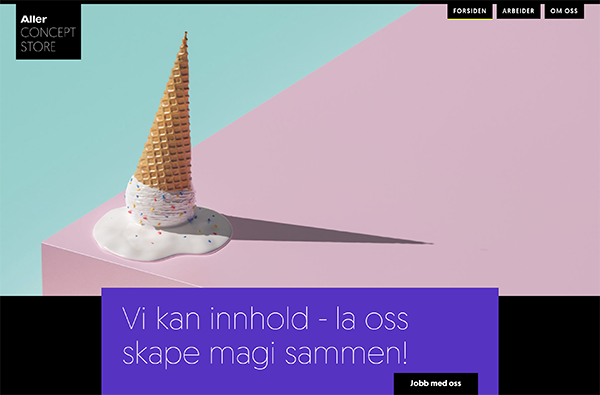 Aller
CONCEPT
STORE
FORSIDEN
ARBEIDER
OM OSS
Vi kan innhold - la oss
skape magi sammen!
Jobb med oss